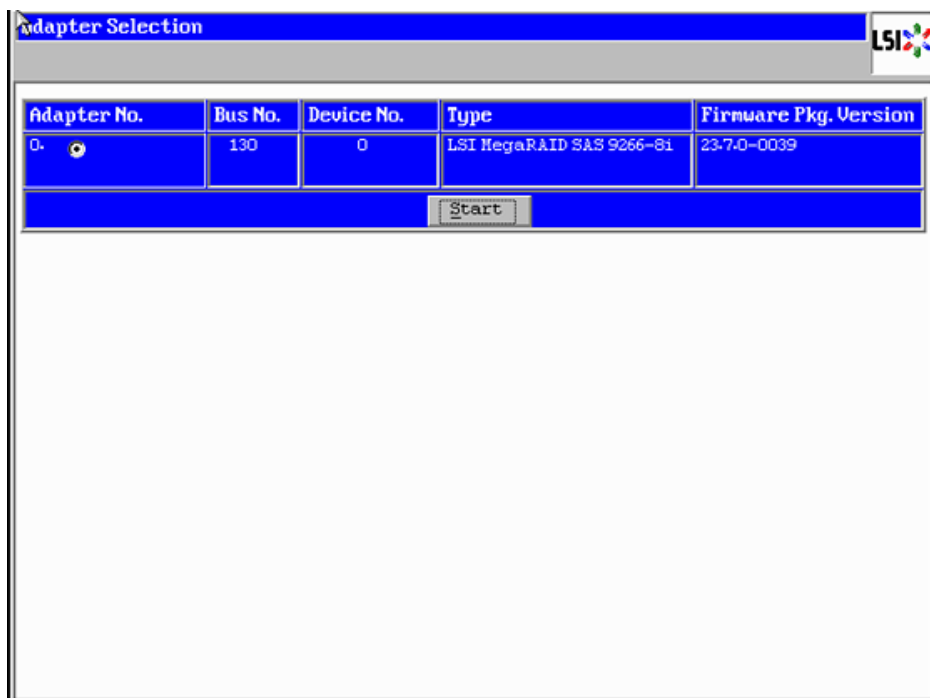 Adapter Selection
LSI
Adapter No. Bus No. Device No. Type Firmware Pkg. Version
0. 130 0 LSI MegaRAID SAS 9266-8i 23.7.0-0039
Start